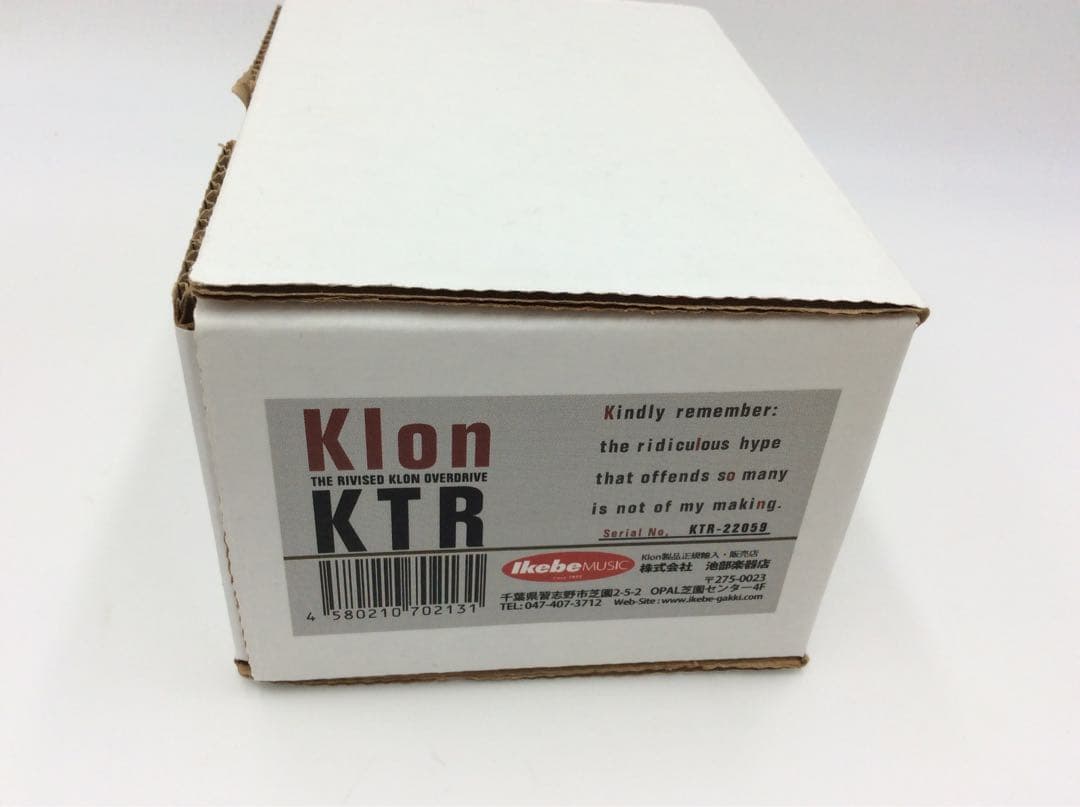 Klon
THE RIVISED KLON OVERDRIVE
KTR
Kindly remember:
the ridiculous hype
that offends so many
is not of my making.
Serial No, KTR-22059
4 580210 702131
IkebeMUSIC
Klon製品正規輸入・販売店
株式会社 池部楽器店
〒275-0023
千葉県習志野市芝園2-5-2 OPAL芝園センター4F
TEL: 047-407-3712 Web-Site : www.ikebe-gakki.com